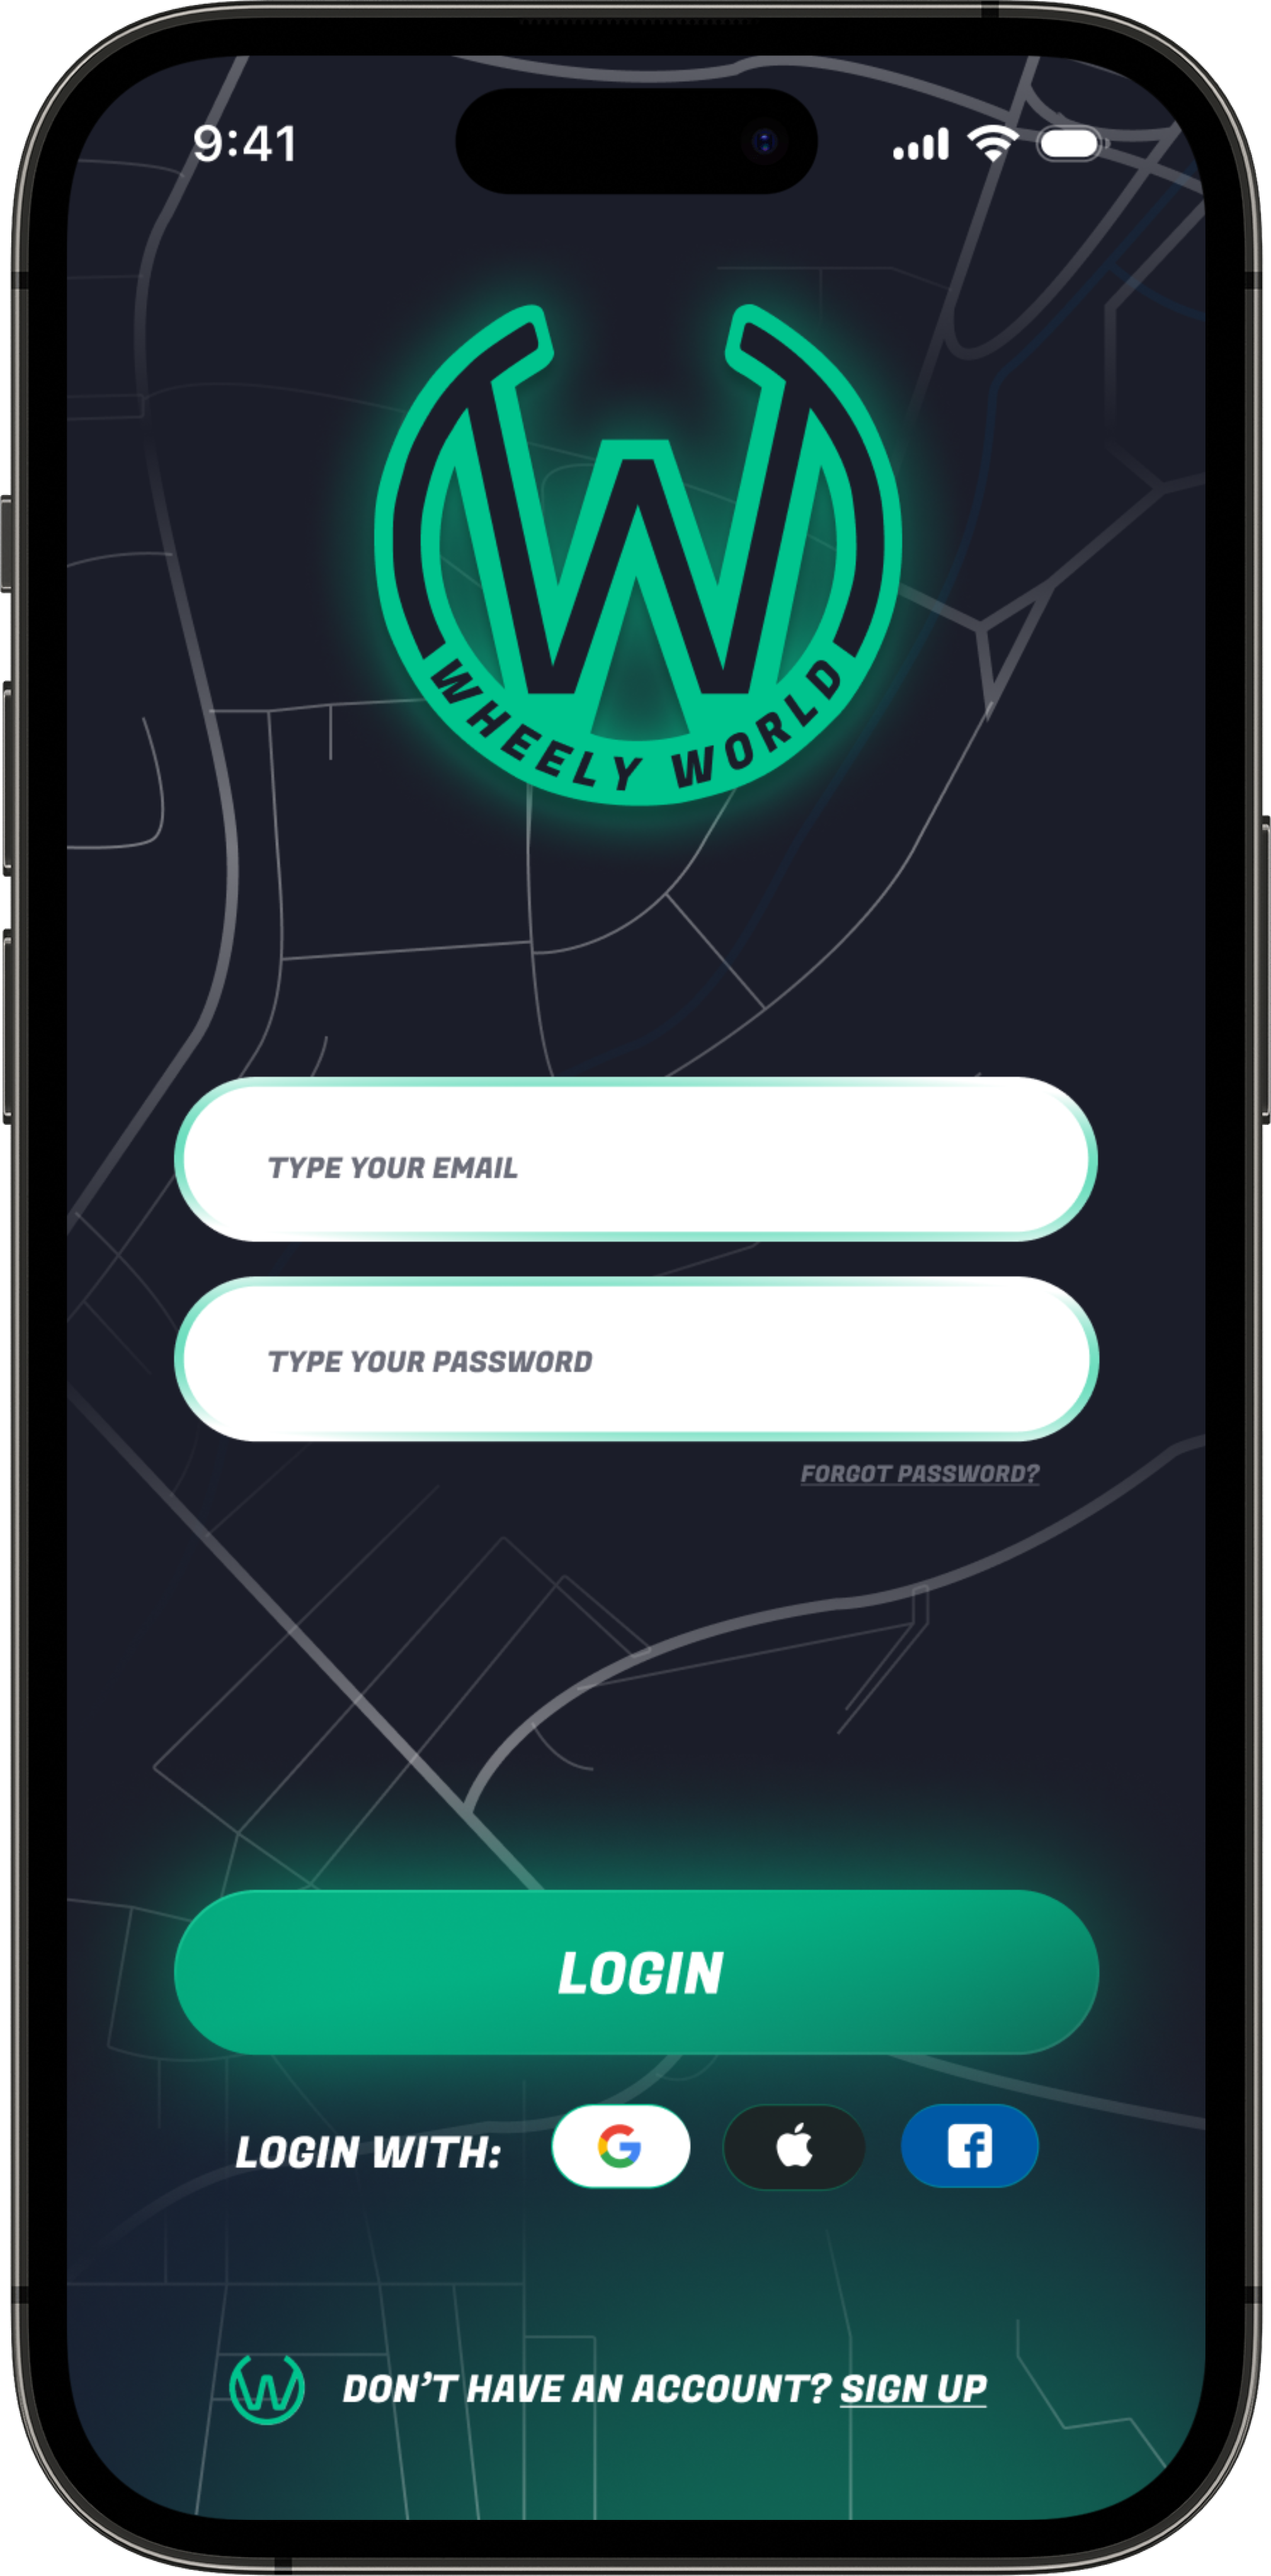 9:41
W
WHEELY WORLD
TYPE YOUR EMAIL
TYPE YOUR PASSWORD
FORGOT PASSWORD?
LOGIN
LOGIN WITH:
DON’T HAVE AN ACCOUNT? SIGN UP